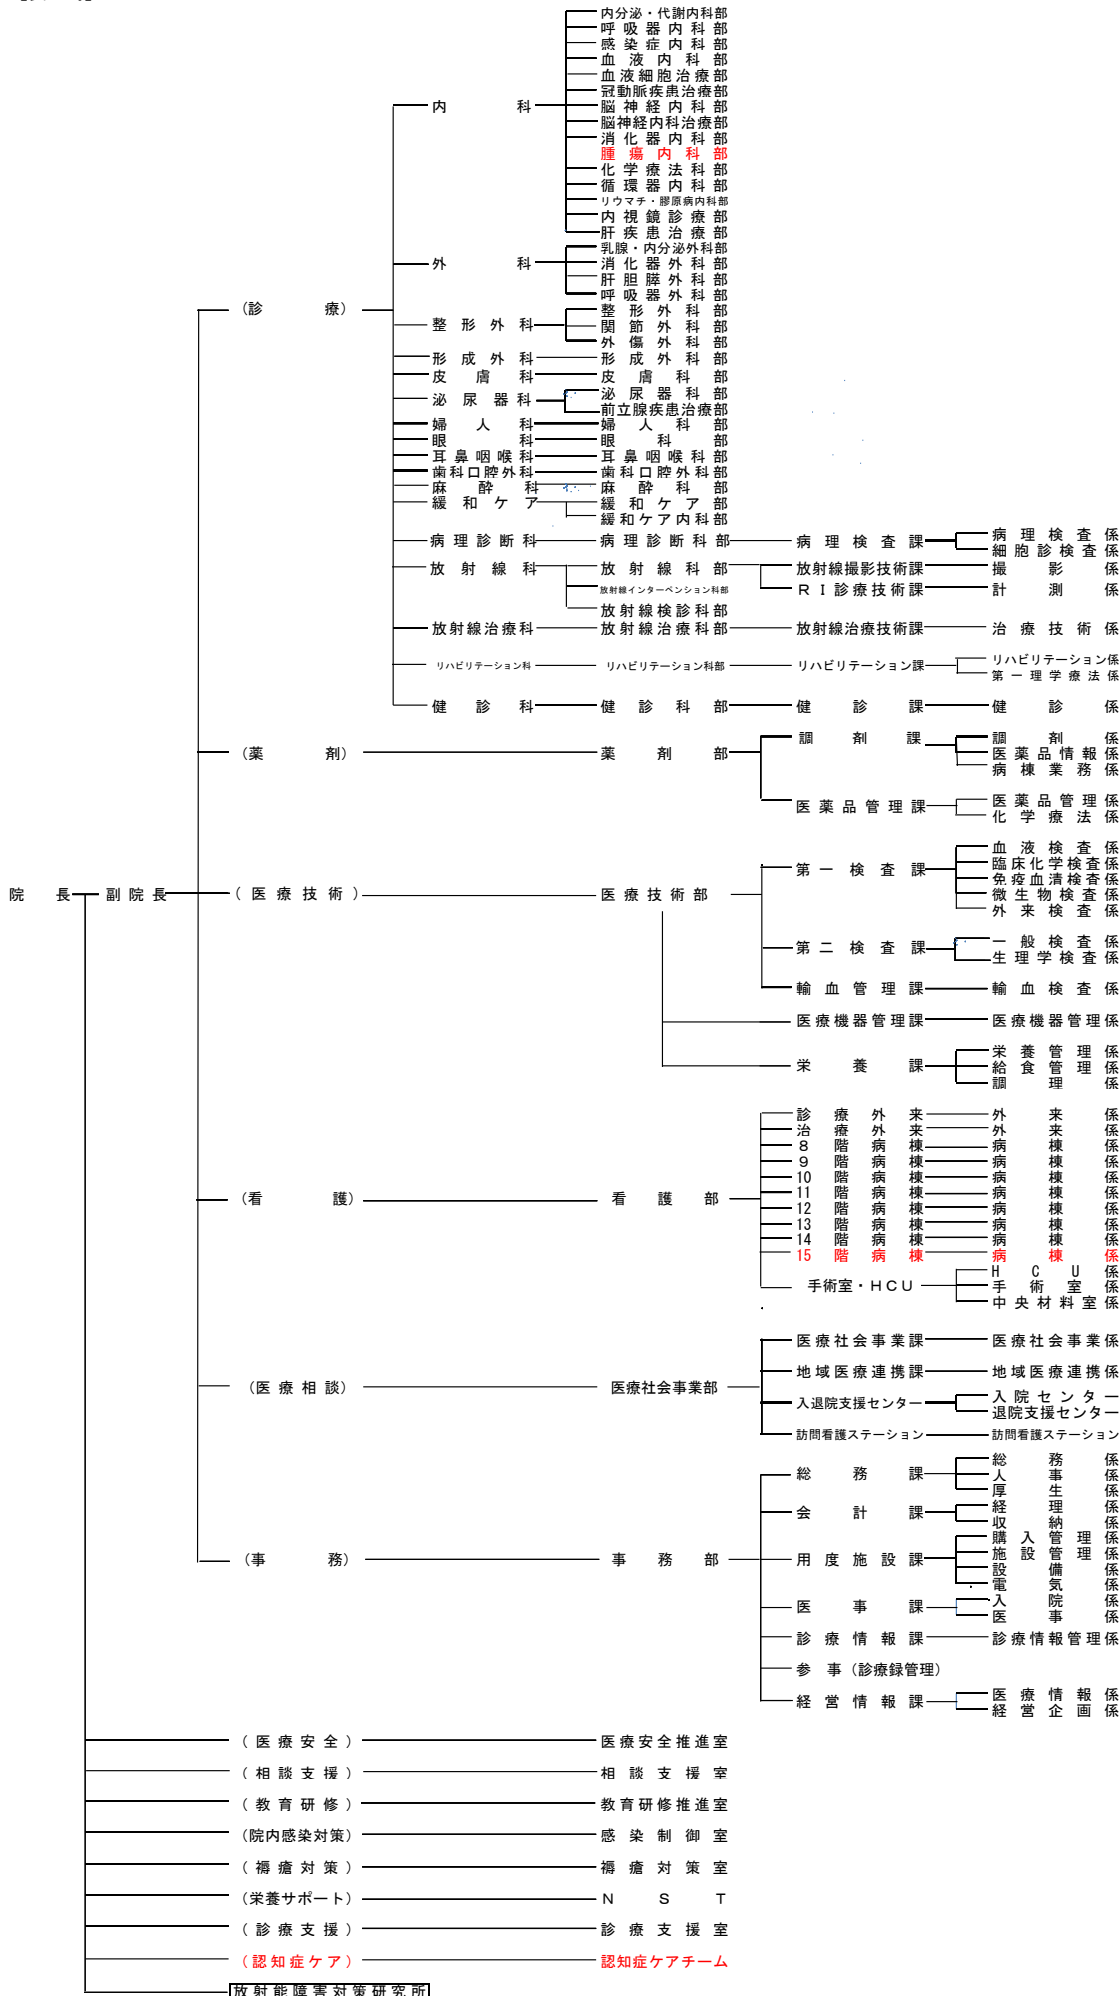 内分泌・代謝内科部
呼吸器内科部
感染症内科部
血液内科部
血液細胞治療部
冠動脈疾患治療部
内科 脳神経内科部
脳神経内科治療部
消化器内科部
腫瘍内科部
化学療法科部
循環器内科部
リウマチ・膠原病内科部
内視鏡診療部
肝疾患治療部
乳腺・内分泌外科部
外科 消化器外科部
肝胆膵外科部
呼吸器外科部
(診療) 整形外科部
整形外科 関節外科部
外傷外科部
形成外科 形成外科部
皮膚科 皮膚科部
泌尿器科 泌尿器科部
前立腺疾患治療部
婦人科 婦人科部
眼科 眼科部
耳鼻咽喉科 耳鼻咽喉科部
歯科口腔外科 歯科口腔外科部
麻酔科 麻酔科部
緩和ケア 緩和ケア部
緩和ケア内科部
病理診断科 病理診断科部 病理検査課 病理検査係
細胞診検査係
放射線科 放射線科部 放射線撮影技術課 撮影係
放射線インターベンション科部 RI診療技術課 計測係
放射線検診科部
放射線治療科 放射線治療科部 放射線治療技術課 治療技術係
リハビリテーション科 リハビリテーション科部 リハビリテーション課 リハビリテーション係
第一理学療法係
健診科 健診科部 健診課 健診係
(薬剤) 薬剤部 調剤課 調剤係
医薬品情報係
病棟業務係
医薬品管理課 医薬品管理係
化学療法係
血液検査係
第一検査課 臨床化学検査係
免疫血清検査係
院長 副院長 (医療技術) 医療技術部 微生物検査係
外来検査係
第二検査課 一般検査係
生理学検査係
輸血管理課 輸血検査係
医療機器管理課 医療機器管理係
栄養課 栄養管理係
給食管理係
調理係
診療外来 外来係
治療外来 外来係
8階病棟 病棟係
9階病棟 病棟係
10階病棟 病棟係
(看護) 看護部 11階病棟 病棟係
12階病棟 病棟係
13階病棟 病棟係
14階病棟 病棟係
15階病棟 病棟係
HCU係
手術室・HCU 手術室係
中央材料室係
医療社会事業課 医療社会事業係
地域医療連携課 地域医療連携係
(医療相談) 医療社会事業部 入退院支援センター 入院センター
退院支援センター
訪問看護ステーション 訪問看護ステーション
総務係
総務課 人事係
厚生係
会計課 経理係
収納係
購入管理係
(事務) 事務部 用度施設課 施設管理係
設備係
電気係
医事課 入院係
医事係
診療情報課 診療情報管理係
参事(診療録管理)
経営情報課 医療情報係
経営企画係
(医療安全) 医療安全推進室
(相談支援) 相談支援室
(教育研修) 教育研修推進室
(院内感染対策) 感染制御室
(褥瘡対策) 褥瘡対策室
(栄養サポート) NST
(診療支援) 診療支援室
(認知症ケア) 認知症ケアチーム
放射能障害対策研究所